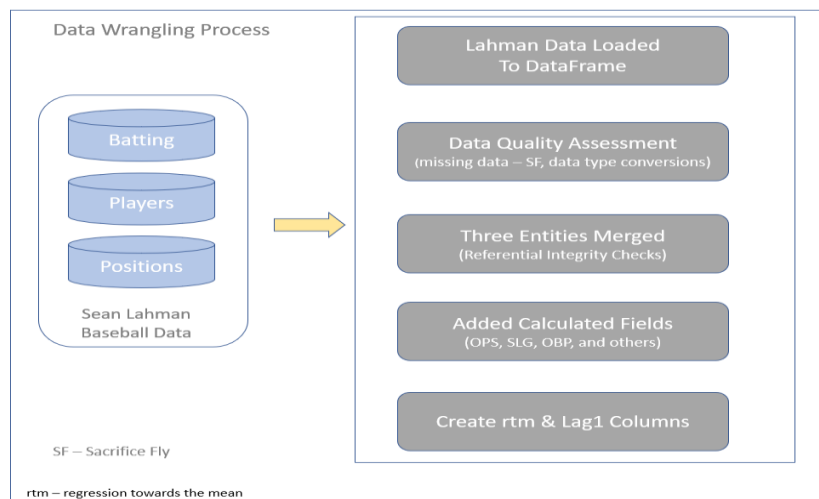 Data Wrangling Process
Batting
Players
Positions
Sean Lahman
Baseball Data
Lahman Data Loaded
To DataFrame
Data Quality Assessment
(missing data – SF, data type conversions)
Three Entities Merged
(Referential Integrity Checks)
Added Calculated Fields
(OPS, SLG, OBP, and others)
Create rtm & Lag1 Columns
SF – Sacrifice Fly
rtm – regression towards the mean